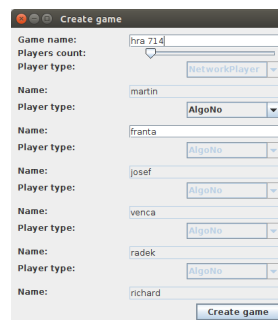 Create game
Game name: hra 714
Players count:
Player type: NetworkPlayer
Name: martin
Player type: AlgoNo
Name: franta
Player type: AlgoNo
Name: josef
Player type: AlgoNo
Name: venca
Player type: AlgoNo
Name: radek
Player type: AlgoNo
Name: richard
Create game